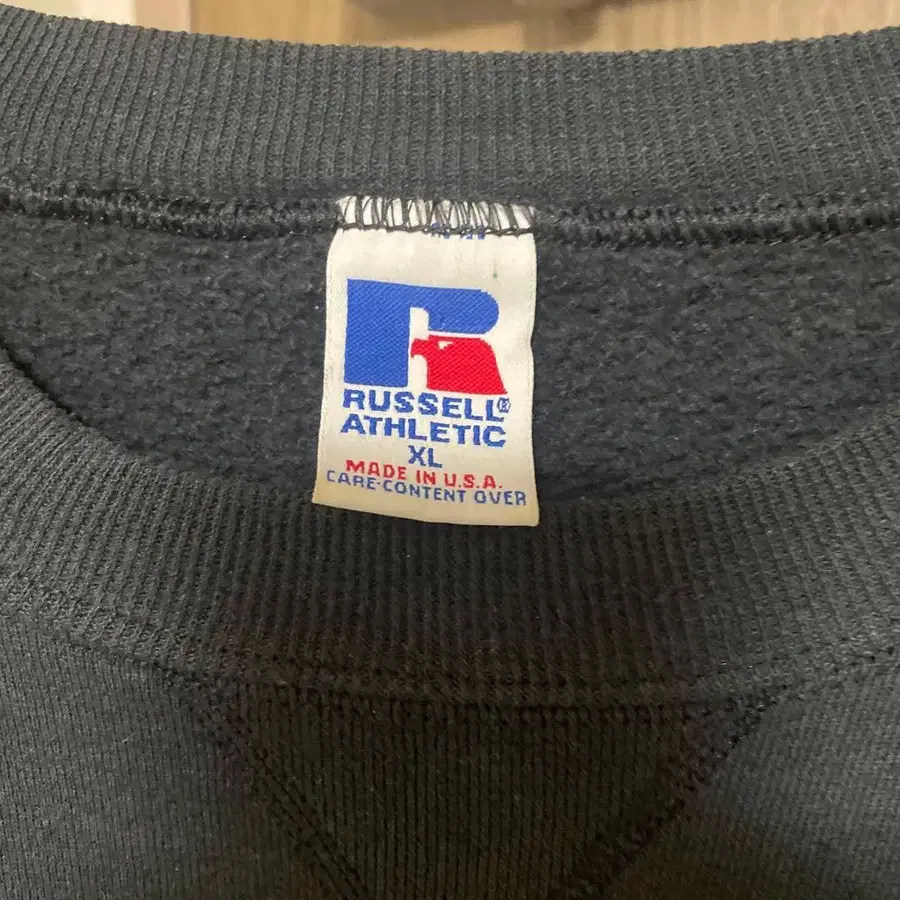 RUSSELL®
ATHLETIC
XL
MADE IN U.S.A.
CARE-CONTENT OVER